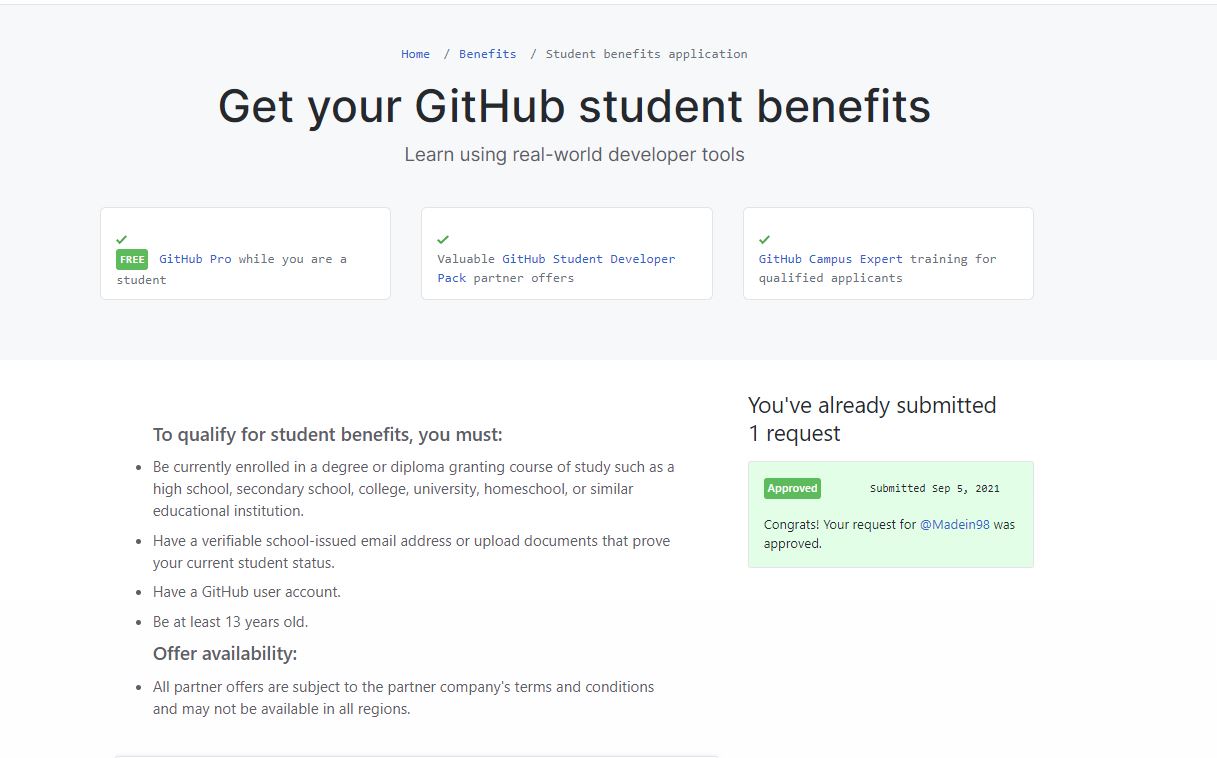 Home / Benefits / Student benefits application
Get your GitHub student benefits
Learn using real-world developer tools
FREE GitHub Pro while you are a
student
Valuable GitHub Student Developer
Pack partner offers
GitHub Campus Expert training for
qualified applicants
To qualify for student benefits, you must:
Be currently enrolled in a degree or diploma granting course of study such as a
high school, secondary school, college, university, homeschool, or similar
educational institution.
Have a verifiable school-issued email address or upload documents that prove
your current student status.
Have a GitHub user account.
Be at least 13 years old.
Offer availability:
All partner offers are subject to the partner company's terms and conditions
and may not be available in all regions.
You've already submitted
1 request
Approved Submitted Sep 5, 2021
Congrats! Your request for @Madein98 was
approved.